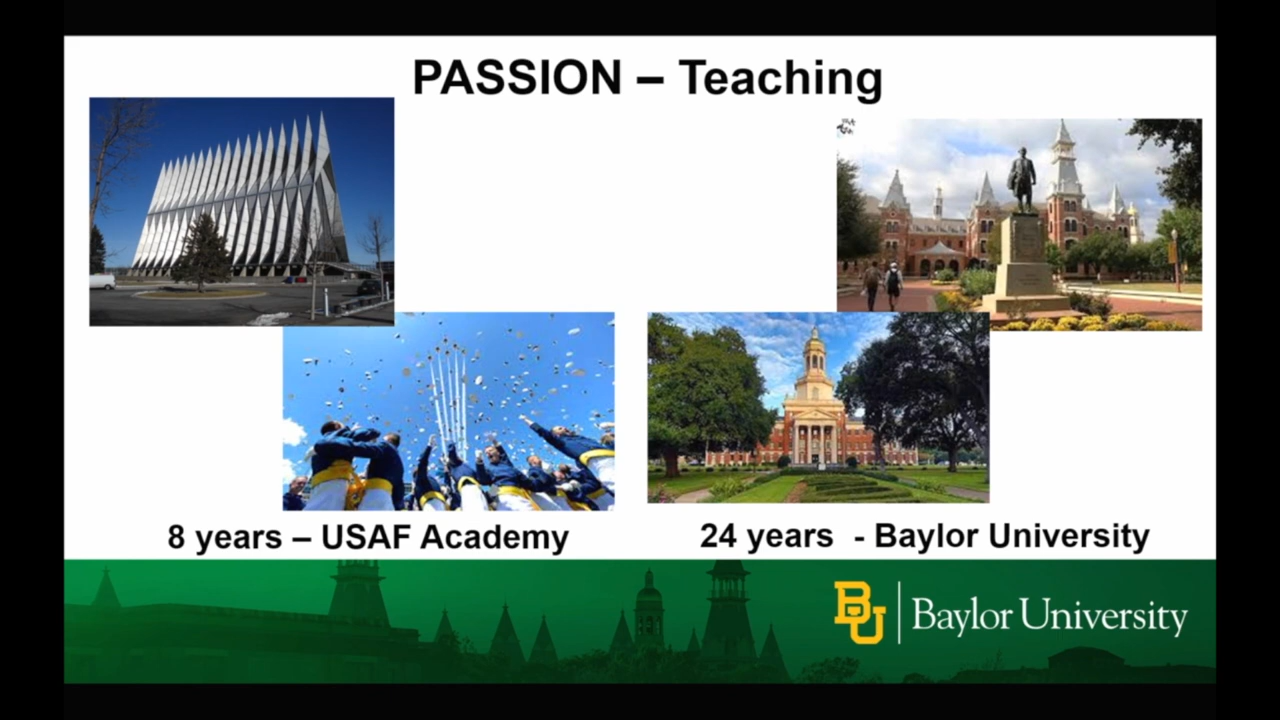 PASSION – Teaching
8 years – USAF Academy
24 years - Baylor University
BU | Baylor University